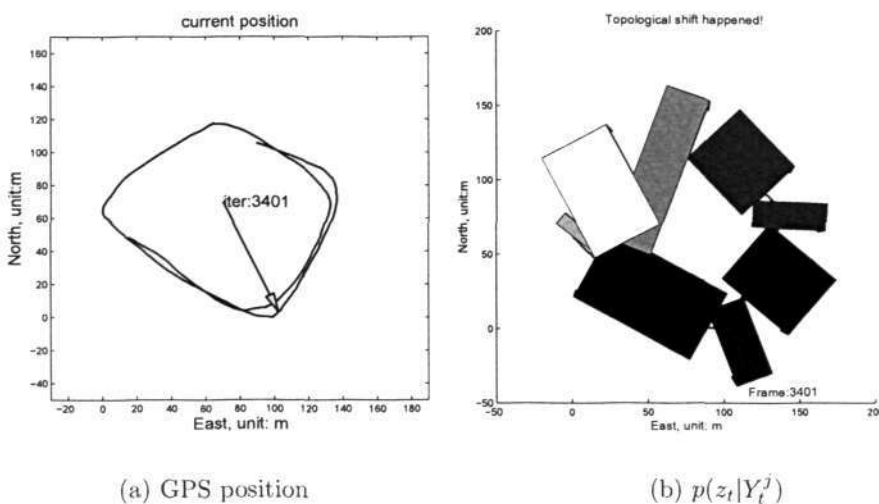 current position
160
140
120
100
80
60
40
20
0
−20
−40
North, unit:m
iter:3401
−20 0 20 40 60 80 100 120 140 160 180
East, unit: m
(a) GPS position
Topological shift happened!
200
150
100
50
0
−50
North, unit:m
Frame:3401
−50 0 50 100 150 200
East, unit: m
(b) p(z_t|Y_t^j)